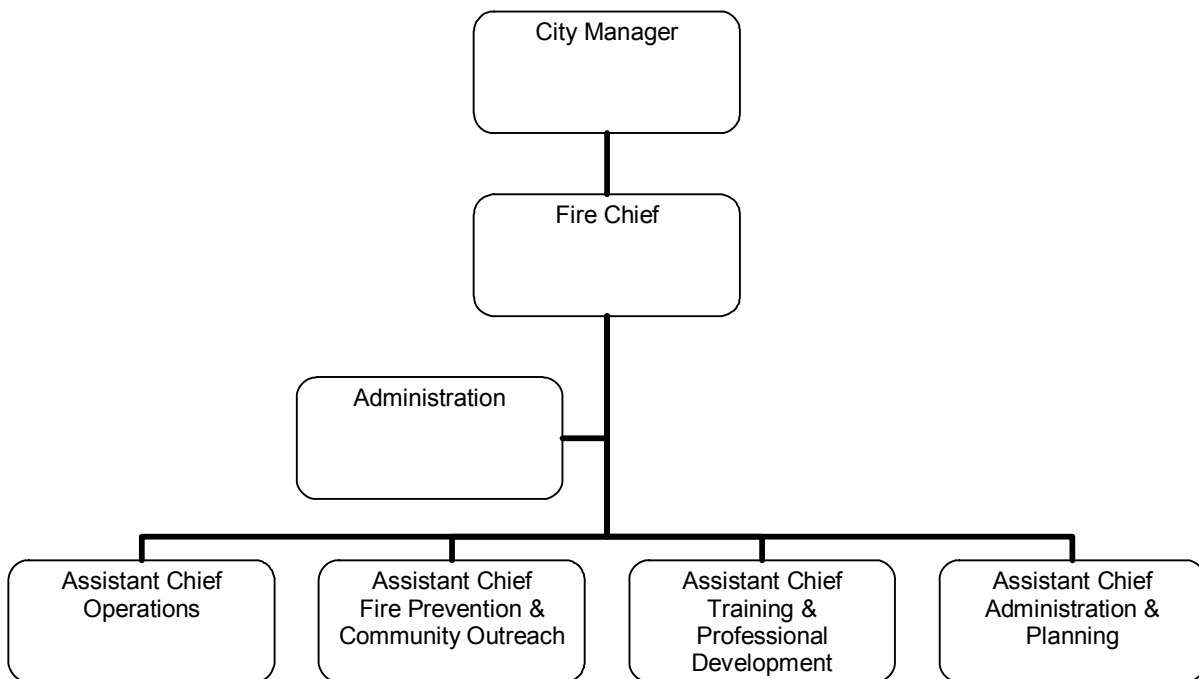 City Manager
Fire Chief
Administration
Assistant Chief
Operations
Assistant Chief
Fire Prevention &
Community Outreach
Assistant Chief
Training &
Professional
Development
Assistant Chief
Administration &
Planning